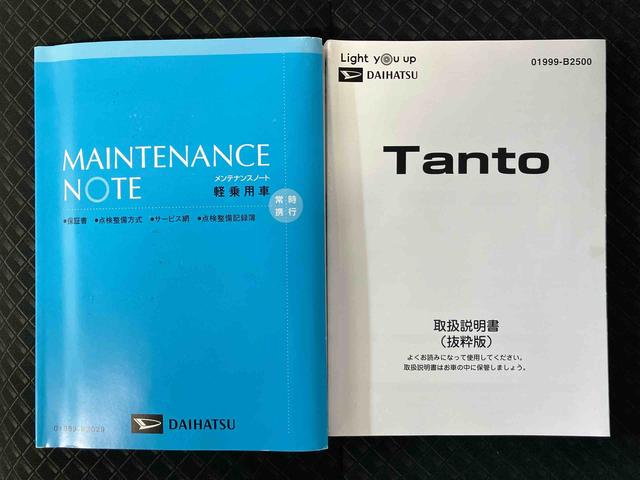 MAINTENANCE
NOTE
メンテナンスノート
軽乗用車
常時
携行
●保証書 ●点検整備方式 ●サービス網 ●点検整備記録簿
01999-B2029
DAIHATSU
Light you up
DAIHATSU
01999-B2500
Tanto
取扱説明書
（抜粋版）
よくお読みになって使用してください。
取扱説明書はお車の中に保管しましょう。